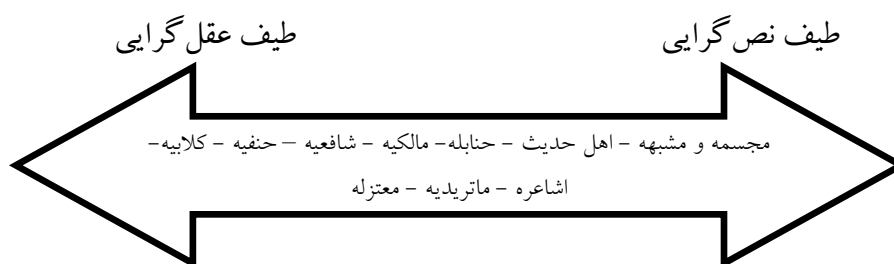 طیف نص‌گرایی
طیف عقل‌گرایی
مجسمه و مشبهه - اهل حدیث - حنابله- مالکیه - شافعیه – حنفیه - کلابیه-
اشاعره - ماتریدیه - معتزله